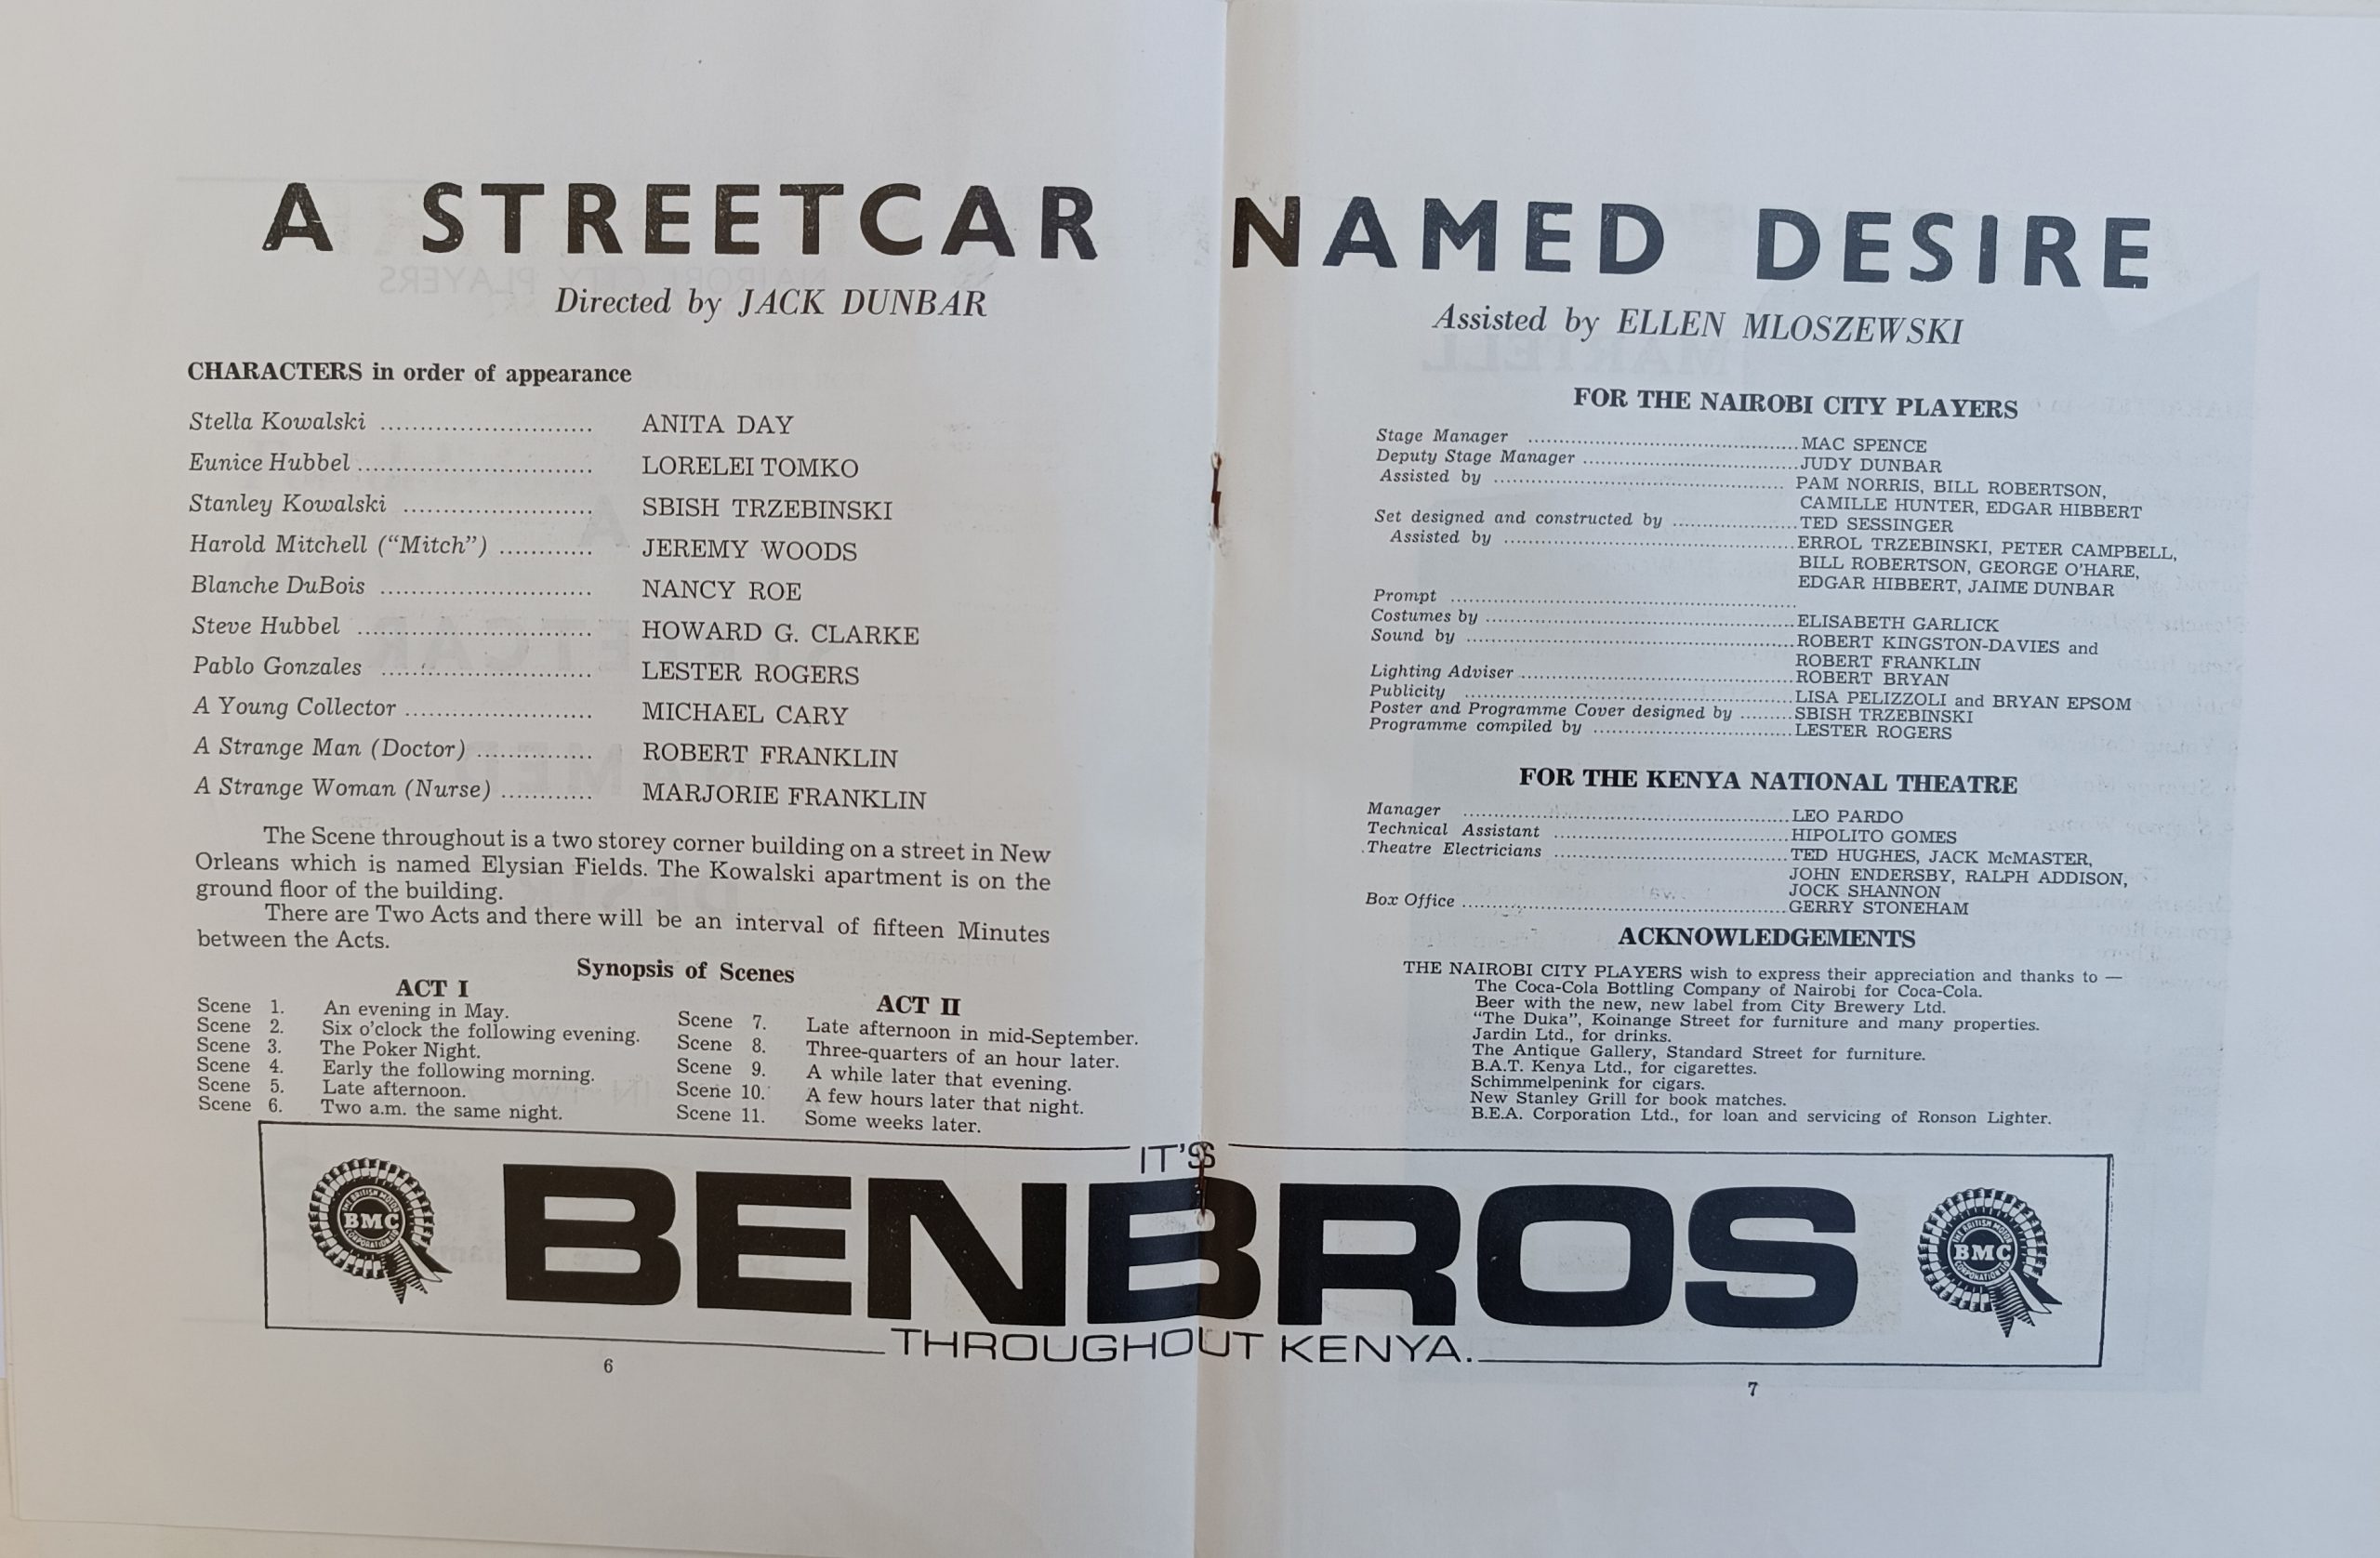 A STREETCAR NAMED DESIRE
Directed by JACK DUNBAR
CHARACTERS in order of appearance
Stella Kowalski .......................... ANITA DAY
Eunice Hubbel ............................ LORELEI TOMKO
Stanley Kowalski ....................... SBISH TRZEBINSKI
Harold Mitchell (“Mitch”) ............ JEREMY WOODS
Blanche DuBois .......................... NANCY ROE
Steve Hubbel ............................ HOWARD G. CLARKE
Pablo Gonzales .......................... LESTER ROGERS
A Young Collector ....................... MICHAEL CARY
A Strange Man (Doctor) .............. ROBERT FRANKLIN
A Strange Woman (Nurse) ............ MARJORIE FRANKLIN
The Scene throughout is a two storey corner building on a street in New
Orleans which is named Elysian Fields. The Kowalski apartment is on the
ground floor of the building.
There are Two Acts and there will be an interval of fifteen Minutes
between the Acts.
Synopsis of Scenes
ACT I
Scene 1. An evening in May.
Scene 2. Six o’clock the following evening.
Scene 3. The Poker Night.
Scene 4. Early the following morning.
Scene 5. Late afternoon.
Scene 6. Two a.m. the same night.
ACT II
Scene 7. Late afternoon in mid-September.
Scene 8. Three-quarters of an hour later.
Scene 9. A while later that evening.
Scene 10. A few hours later that night.
Scene 11. Some weeks later.
Assisted by ELLEN MLOSZEWSKI
FOR THE NAIROBI CITY PLAYERS
Stage Manager ..........................................MAC SPENCE
Deputy Stage Manager ..................................JUDY DUNBAR
Assisted by .............................................. PAM NORRIS, BILL ROBERTSON,
CAMILLE HUNTER, EDGAR HIBBERT
Set designed and constructed by ....................TED SESSINGER
Assisted by ..............................................ERROL TRZEBINSKI, PETER CAMPBELL,
BILL ROBERTSON, GEORGE O’HARE,
EDGAR HIBBERT, JAIME DUNBAR
Prompt .......................................................
Costumes by .................................................ELISABETH GARLICK
Sound by ....................................................ROBERT KINGSTON-DAVIES and
ROBERT FRANKLIN
Lighting Adviser ...........................................ROBERT BRYAN
Publicity ....................................................LISA PELIZZOLI and BRYAN EPSOM
Poster and Programme Cover designed by .........SBISH TRZEBINSKI
Programme compiled by ................................LESTER ROGERS
FOR THE KENYA NATIONAL THEATRE
Manager ....................................................LEO PARDO
Technical Assistant .....................................HIPOLITO GOMES
Theatre Electricians .....................................TED HUGHES, JACK McMASTER,
JOHN ENDERSBY, RALPH ADDISON,
JOCK SHANNON
Box Office ...................................................GERRY STONEHAM
ACKNOWLEDGEMENTS
THE NAIROBI CITY PLAYERS wish to express their appreciation and thanks to —
The Coca-Cola Bottling Company of Nairobi for Coca-Cola.
Beer with the new, new label from City Brewery Ltd.
“The Duka”, Koinange Street for furniture and many properties.
Jardin Ltd., for drinks.
The Antique Gallery, Standard Street for furniture.
B.A.T. Kenya Ltd., for cigarettes.
Schimmelpenink for cigars.
New Stanley Grill for book matches.
B.E.A. Corporation Ltd., for loan and servicing of Ronson Lighter.
IT’S
THE BRITISH MOTOR
BMC
CORPORATION LTD
BENBROS
THE BRITISH MOTOR
BMC
CORPORATION LTD
THROUGHOUT KENYA.
6
7